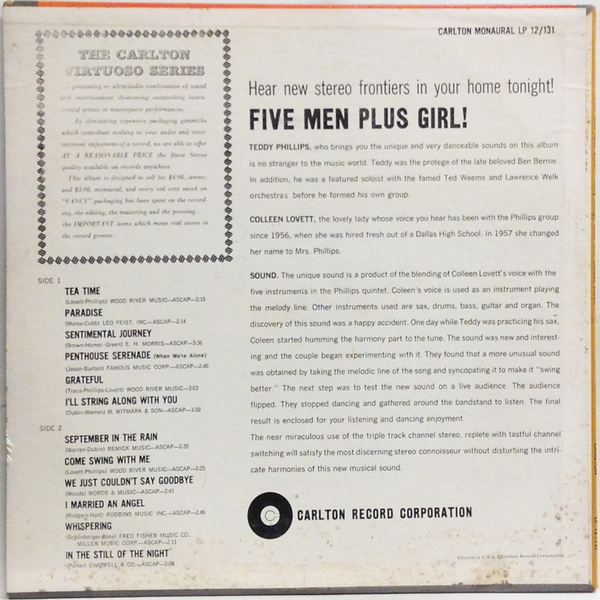 CARLTON MONAURAL LP 12/131
THE CARLTON
VIRTUOSO SERIES
presenting an ultra/audio combination of sound
and entertainment showcasing outstanding instru-
mental artists in masterpiece performances.
By eliminating expensive packaging gimmicks
which contribute nothing to your audio and enter-
tainment enjoyment of a record, we are able to offer
AT A REASONABLE PRICE the finest Stereo
quality available on records anywhere.
This album is designed to sell for $4.98, stereo;
and $3.98, monaural, and every red cent saved on
"FANCY" packaging has been spent on the record-
ing, the editing, the mastering and the pressing
the IMPORTANT items which mean real stereo in
the record groove.
Hear new stereo frontiers in your home tonight!
FIVE MEN PLUS GIRL!
TEDDY PHILLIPS, who brings you the unique and very danceable sounds on this album
is no stranger to the music world. Teddy was the protege of the late beloved Ben Bernie.
In addition, he was a featured soloist with the famed Ted Weems and Lawrence Welk
orchestras before he formed his own group.
COLLEEN LOVETT, the lovely lady whose voice you hear has been with the Phillips group
since 1956, when she was hired fresh out of a Dallas High School. In 1957 she changed
her name to Mrs. Phillips.
SOUND. The unique sound is a product of the blending of Colleen Lovett's voice with the
five instruments in the Phillips quintet. Coleen's voice is used as an instrument playing
the melody line. Other instruments used are sax, drums, bass, guitar and organ. The
discovery of this sound was a happy accident. One day while Teddy was practicing his sax,
Coleen started humming the harmony part to the tune. The sound was new and interest-
ing and the couple began experimenting with it. They found that a more unusual sound
was obtained by taking the melodic line of the song and syncopating it to make it "swing
better." The next step was to test the new sound on a live audience. The audience
flipped. They stopped dancing and gathered around the bandstand to listen. The final
result is enclosed for your listening and dancing enjoyment.
The near miraculous use of the triple track channel stereo, replete with tasteful channel
switching will satisfy the most discerning stereo connoisseur without disturbing the intri-
cate harmonies of this new musical sound.
SIDE 1
TEA TIME
(Lovett-Phillips) WOOD RIVER MUSIC—ASCAP—2:15
PARADISE
LEO FEIST, INC.—ASCAP—2:14
SENTIMENTAL JOURNEY
(Brown-Homer-Green) E. H. MORRIS—ASCAP—3:16
PENTHOUSE SERENADE (When We're Alone)
(Jason-Burton) FAMOUS MUSIC CORP.—ASCAP—2:40
GRATEFUL
WOOD RIVER MUSIC—3:03
I'LL STRING ALONG WITH YOU
(Dubin-Warren) M. WITMARK & SON—ASCAP—3:50
SIDE 2
SEPTEMBER IN THE RAIN
(Warren-Dubin) REMICK MUSIC—ASCAP—2:35
COME SWING WITH ME
(Lovett-Phillips) WOOD RIVER MUSIC—ASCAP—2:25
WE JUST COULDN'T SAY GOODBYE
(Woods) WORDS & MUSIC—ASCAP—2:41
I MARRIED AN ANGEL
(Rodgers-Hart) ROBBINS MUSIC INC.—ASCAP—2:46
WHISPERING
FRED FISHER MUSIC CO.
MILLER MUSIC CORP.—ASCAP—2:11
IN THE STILL OF THE NIGHT
(Porter) CHAPPELL & CO.—ASCAP—2:08
C
CARLTON RECORD CORPORATION
Printed in U.S.A.